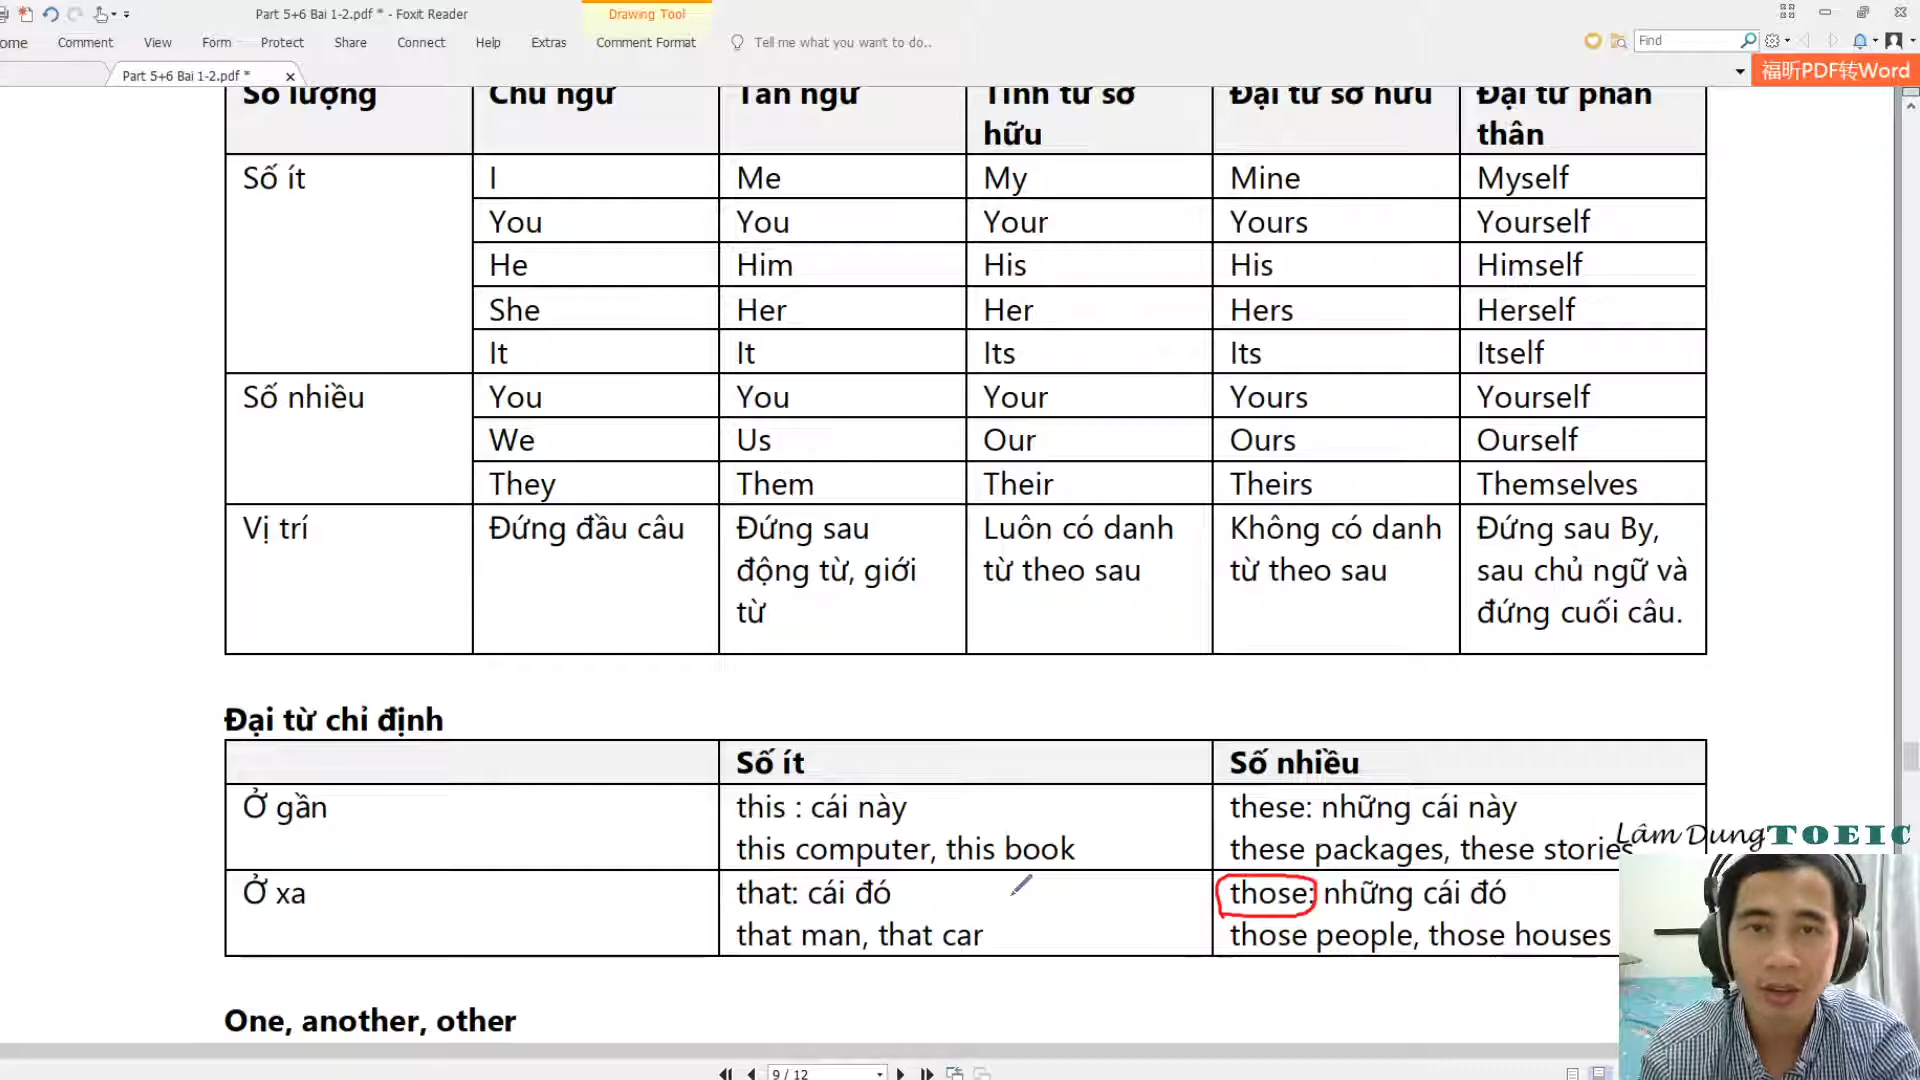 Part 5+6 Bai 1-2.pdf * - Foxit Reader
Drawing Tool
ome Comment View Form Protect Share Connect Help Extras Comment Format Tell me what you want to do.. Find
Part 5+6 Bai 1-2.pdf * 福昕PDF转Word
Số lượng Chủ ngữ Tân ngữ Tính từ sở hữu Đại từ sở hữu Đại từ phản thân
Số ít I Me My Mine Myself
You You Your Yours Yourself
He Him His His Himself
She Her Her Hers Herself
It It Its Its Itself
Số nhiều You You Your Yours Yourself
We Us Our Ours Ourself
They Them Their Theirs Themselves
Vị trí Đứng đầu câu Đứng sau động từ, giới từ Luôn có danh từ theo sau Không có danh từ theo sau Đứng sau By, sau chủ ngữ và đứng cuối câu.
Đại từ chỉ định
Số ít Số nhiều
Ở gần this : cái này these: những cái này
this computer, this book these packages, these stories
Lâm Dung TOEIC
Ở xa that: cái đó those: những cái đó
that man, that car those people, those houses
One, another, other
9 / 12